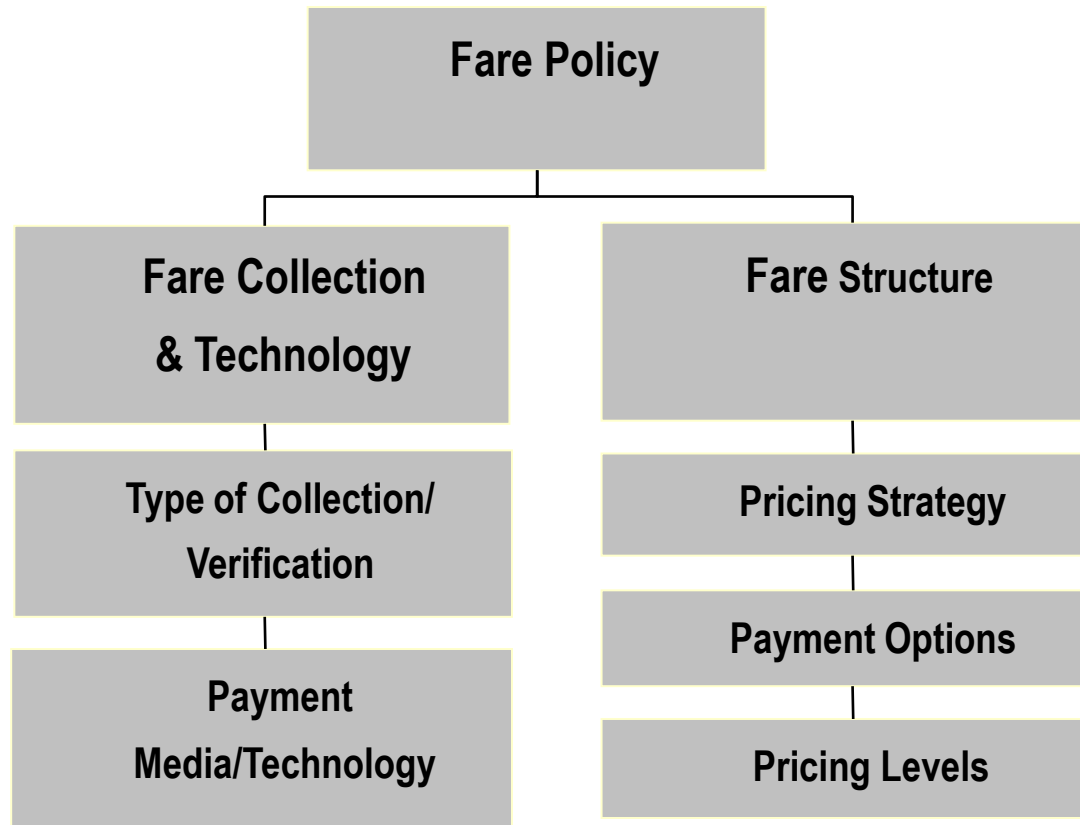 Fare Policy
Fare Collection
& Technology
Type of Collection/
Verification
Payment
Media/Technology
Fare Structure
Pricing Strategy
Payment Options
Pricing Levels